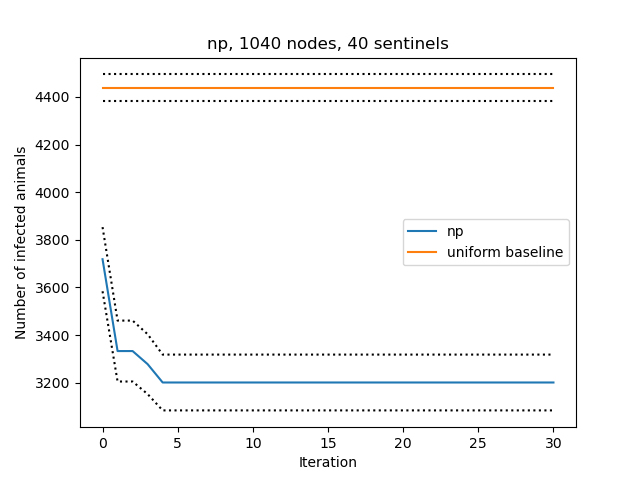 np, 1040 nodes, 40 sentinels
Number of infected animals
4400
4200
4000
3800
3600
3400
3200
np
uniform baseline
0 5 10 15 20 25 30
Iteration